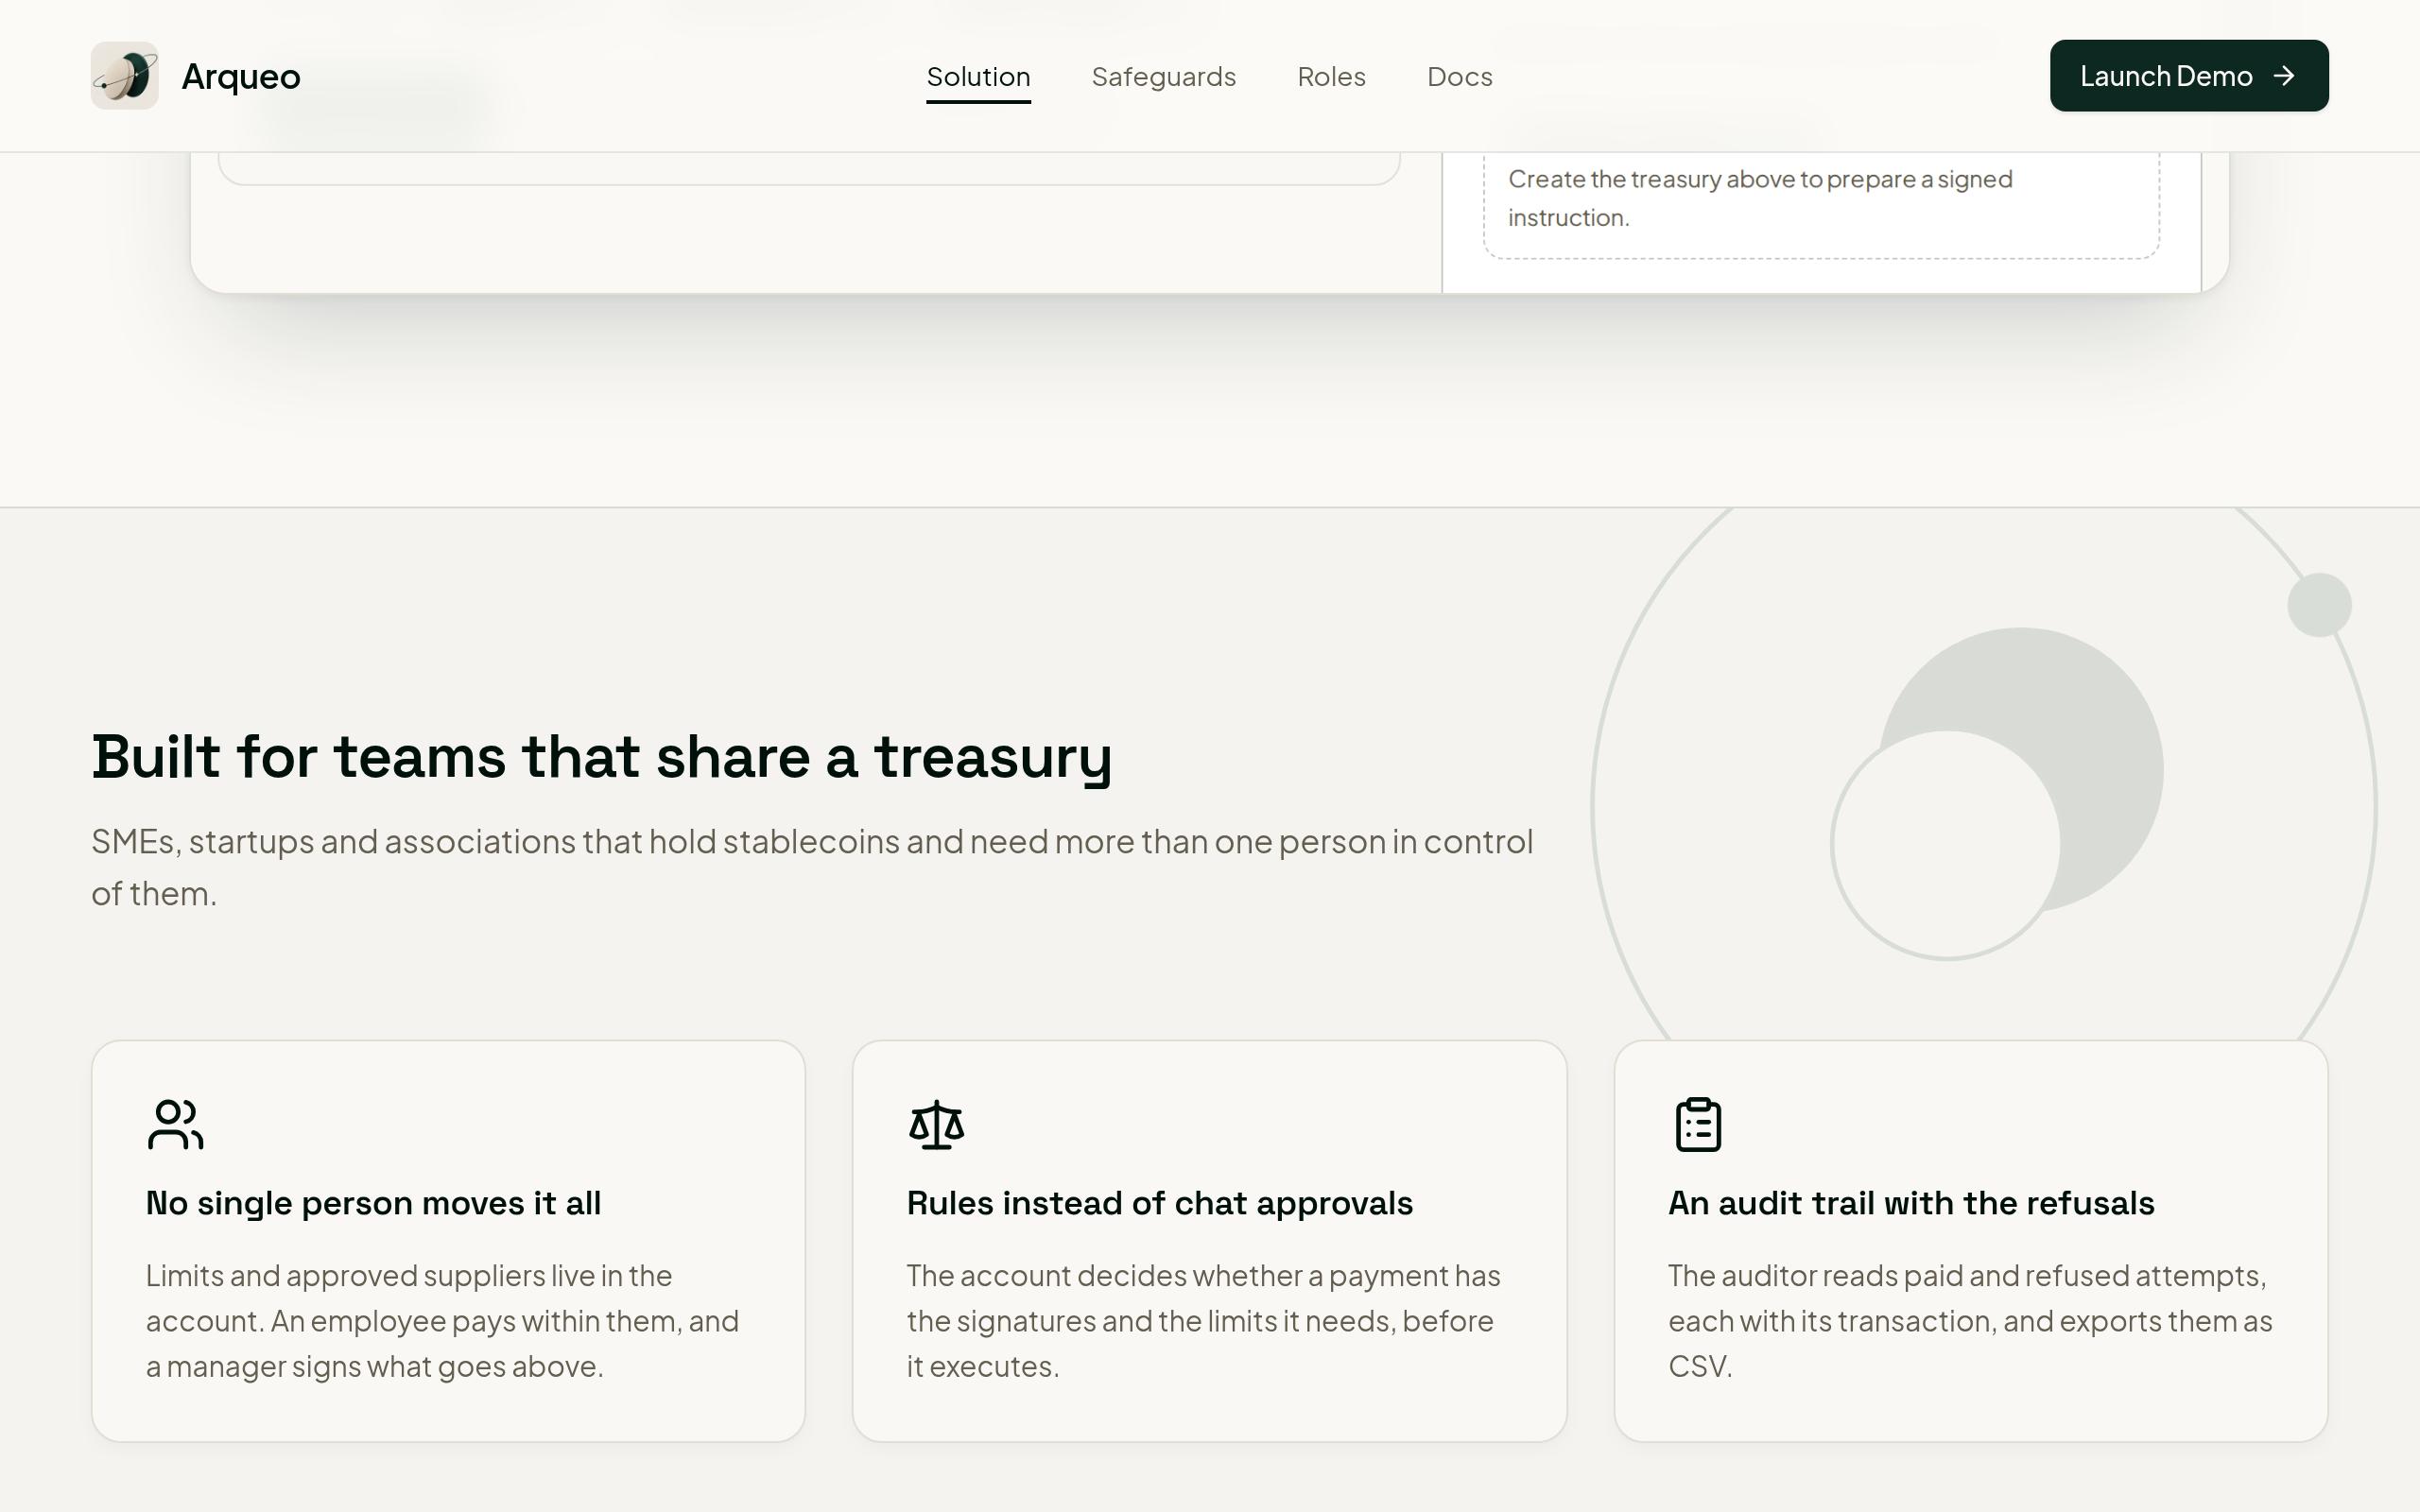 Arqueo
Solution
Safeguards
Roles
Docs
Launch Demo
Create the treasury above to prepare a signed
instruction.
Built for teams that share a treasury
SMEs, startups and associations that hold stablecoins and need more than one person in control
of them.
No single person moves it all
Limits and approved suppliers live in the
account. An employee pays within them, and
a manager signs what goes above.
Rules instead of chat approvals
The account decides whether a payment has
the signatures and the limits it needs, before
it executes.
An audit trail with the refusals
The auditor reads paid and refused attempts,
each with its transaction, and exports them as
CSV.